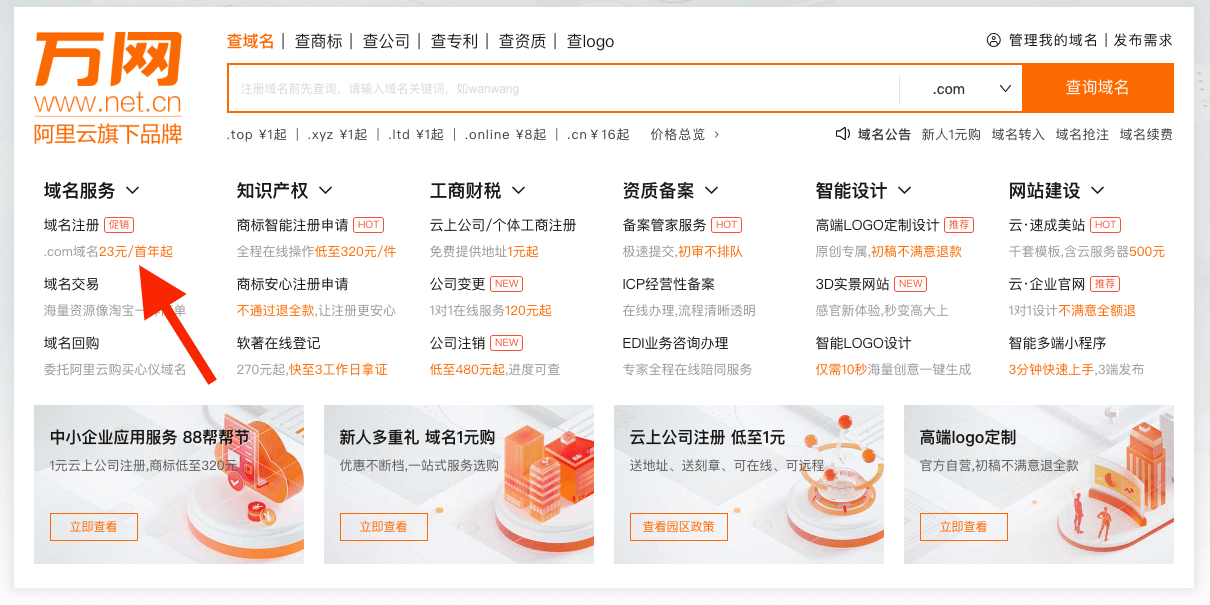 万网
www.net.cn
阿里云旗下品牌
查域名 | 查商标 | 查公司 | 查专利 | 查资质 | 查logo
管理我的域名 | 发布需求
注册域名前先查询，请输入域名关键词，如wanwang
.com
查询域名
.top ¥1起 | .xyz ¥1起 | .ltd ¥1起 | .online ¥8起 | .cn￥16起 价格总览 >
域名公告 新人1元购 域名转入 域名抢注 域名续费
域名服务
域名注册 促销
.com域名23元/首年起
域名交易
海量资源像淘宝一 单
域名回购
委托阿里云购买心仪域名
知识产权
商标智能注册申请 HOT
全程在线操作低至320元/件
商标安心注册申请
不通过退全款,让注册更安心
软著在线登记
270元起,快至3工作日拿证
工商财税
云上公司/个体工商注册
免费提供地址1元起
公司变更 NEW
1对1在线服务120元起
公司注销 NEW
低至480元起,进度可查
资质备案
备案管家服务 HOT
极速提交,初审不排队
ICP经营性备案
在线办理,流程清晰透明
EDI业务咨询办理
专家全程在线陪同服务
智能设计
高端LOGO定制设计 推荐
原创专属,初稿不满意退款
3D实景网站 NEW
感官新体验,秒变高大上
智能LOGO设计
仅需10秒海量创意一键生成
网站建设
云·速成美站 HOT
千套模板,含云服务器500元
云·企业官网 推荐
1对1设计不满意全额退
智能多端小程序
3分钟快速上手,3端发布
中小企业应用服务 88帮帮节
1元云上公司注册,商标低至320元
立即查看
新人多重礼 域名1元购
优惠不断档,一站式服务选购
立即查看
云上公司注册 低至1元
送地址、送刻章、可在线、可远程
查看园区政策
高端logo定制
官方自营,初稿不满意退全款
立即查看